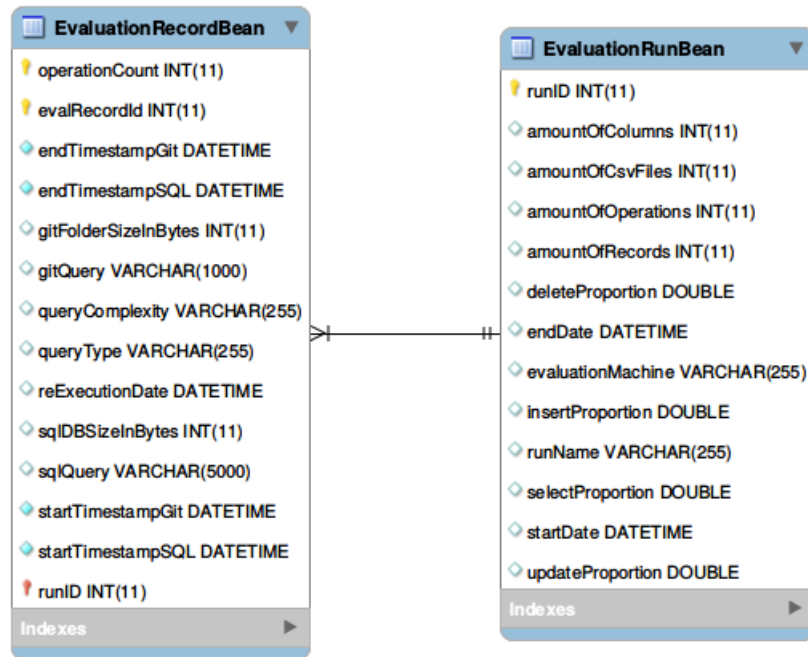 EvaluationRecordBean
operationCount INT(11)
evalRecordId INT(11)
endTimestampGit DATETIME
endTimestampSQL DATETIME
gitFolderSizeInBytes INT(11)
gitQuery VARCHAR(1000)
queryComplexity VARCHAR(255)
queryType VARCHAR(255)
reExecutionDate DATETIME
sqlDBSizeInBytes INT(11)
sqlQuery VARCHAR(5000)
startTimestampGit DATETIME
startTimestampSQL DATETIME
runID INT(11)
Indexes
EvaluationRunBean
runID INT(11)
amountOfColumns INT(11)
amountOfCsvFiles INT(11)
amountOfOperations INT(11)
amountOfRecords INT(11)
deleteProportion DOUBLE
endDate DATETIME
evaluationMachine VARCHAR(255)
insertProportion DOUBLE
runName VARCHAR(255)
selectProportion DOUBLE
startDate DATETIME
updateProportion DOUBLE
Indexes